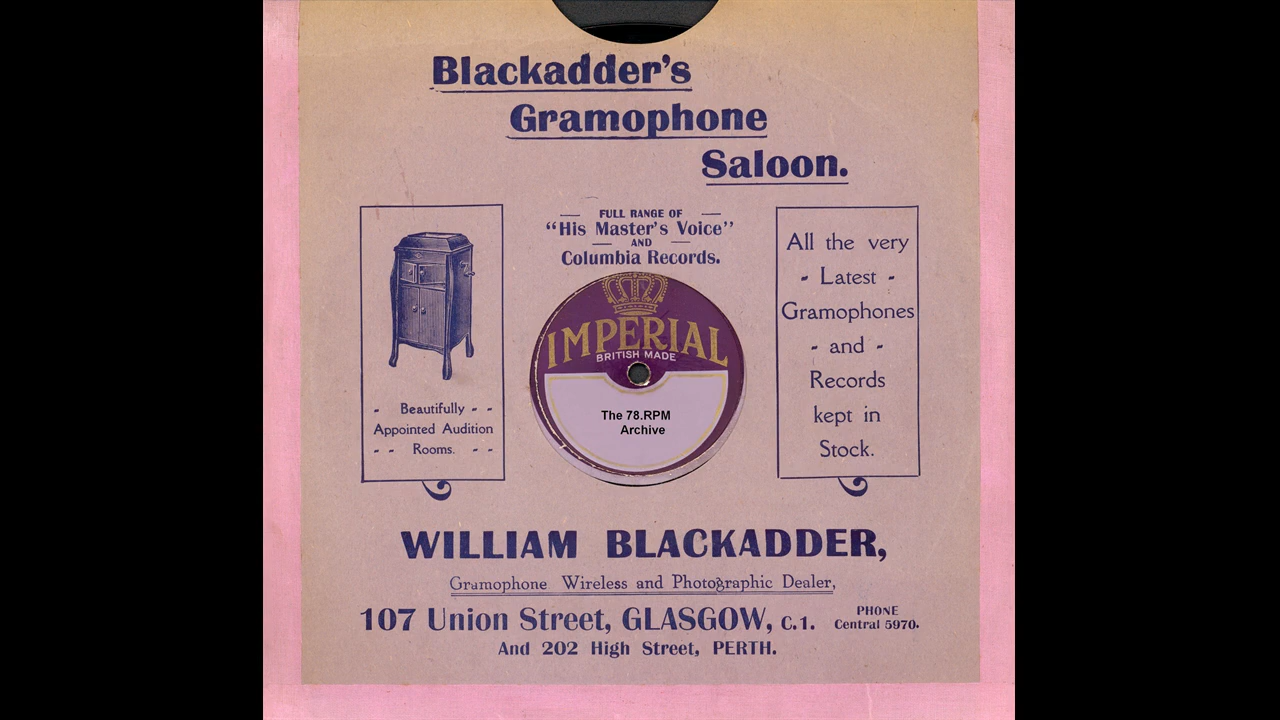 Blackadder's
Gramophone
Saloon.
FULL RANGE OF
"His Master's Voice"
AND
Columbia Records.
- Beautifully - -
Appointed Audition
- - Rooms. - -
IMPERIAL
BRITISH MADE
The 78.RPM
Archive
All the very
- Latest -
Gramophones
- and -
Records
kept in
Stock.
WILLIAM BLACKADDER,
Gramophone Wireless and Photographic Dealer,
107 Union Street, GLASGOW, C.1.
PHONE
Central 5970.
And 202 High Street, PERTH.